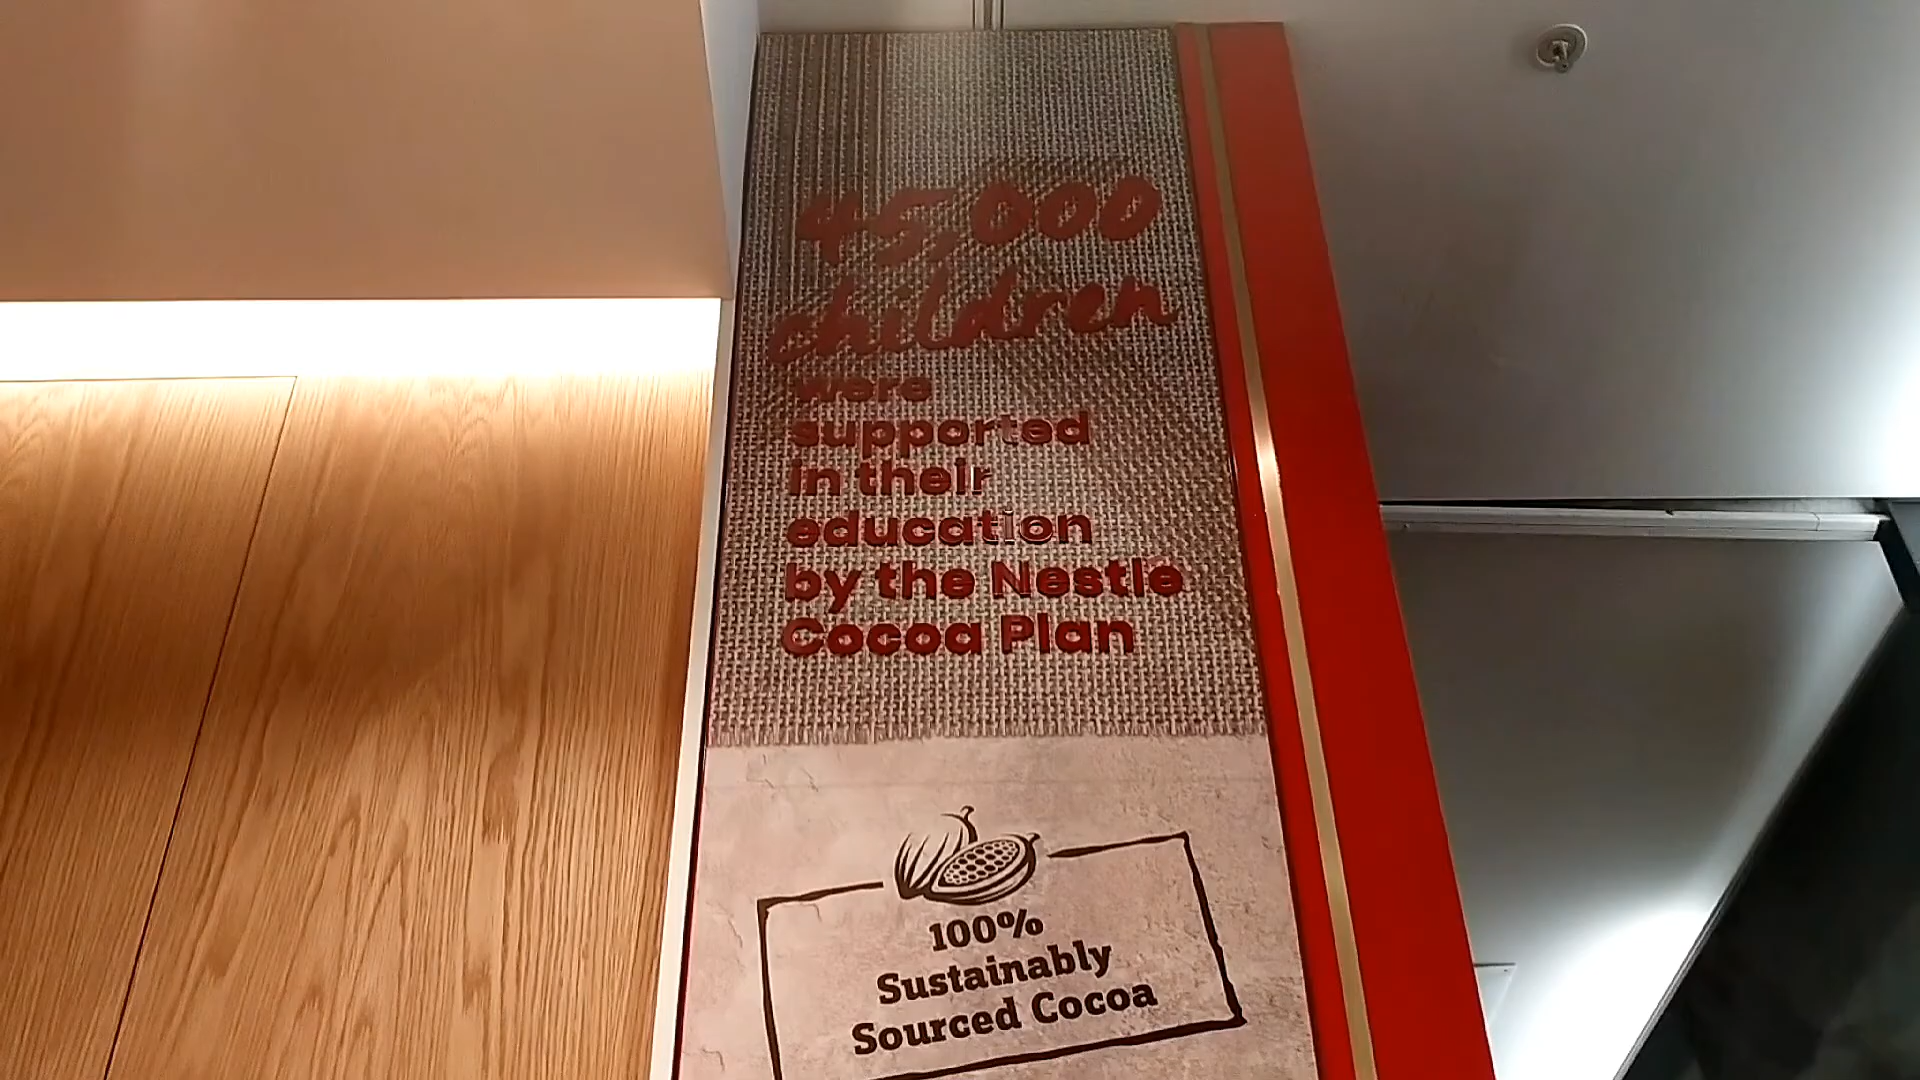 45,000
children
were
supported
in their
education
by the Nestle
Cocoa Plan
100%
Sustainably
Sourced Cocoa